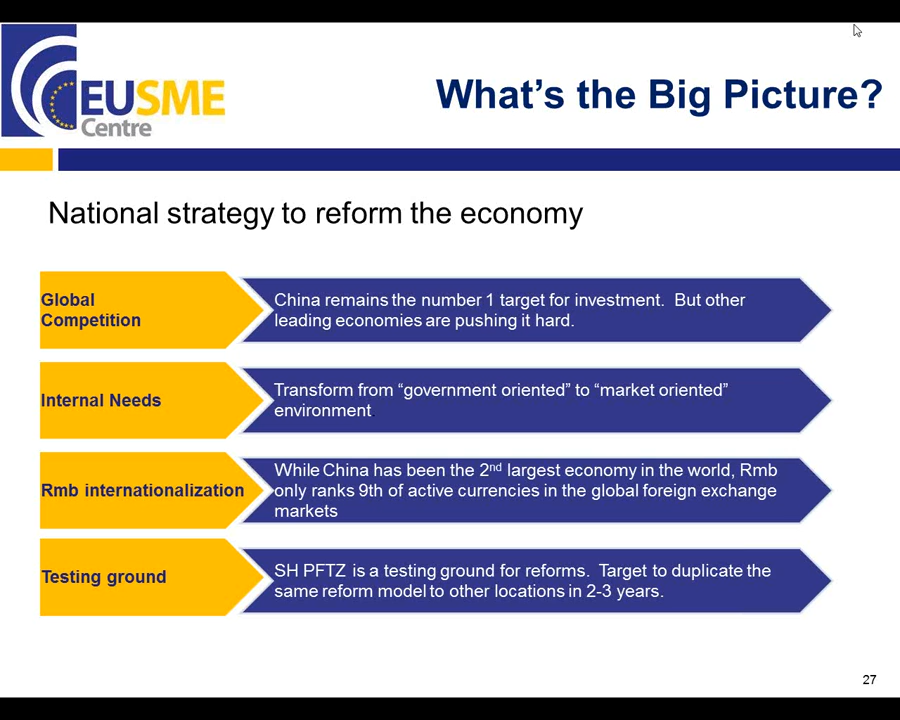 EUSME
Centre
What’s the Big Picture?
National strategy to reform the economy
Global
Competition
China remains the number 1 target for investment.  But other
leading economies are pushing it hard.
Internal Needs
Transform from “government oriented” to “market oriented”
environment
Rmb internationalization
While China has been the 2nd largest economy in the world, Rmb
only ranks 9th of active currencies in the global foreign exchange
markets
Testing ground
SH PFTZ is a testing ground for reforms.  Target to duplicate the
same reform model to other locations in 2-3 years.
27